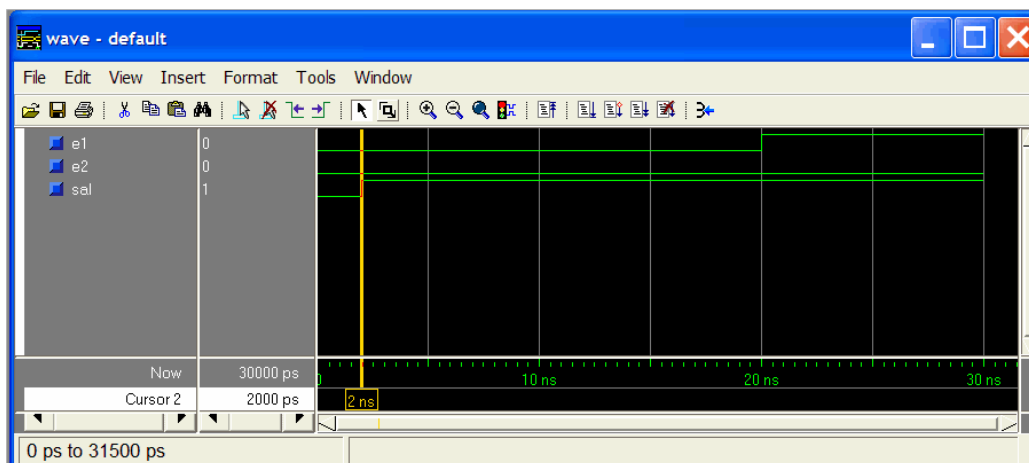 wave - default
File Edit View Insert Format Tools Window
e1 0
e2 0
sal 1
Now 30000 ps 10 ns 20 ns 30 ns
Cursor 2 2000 ps 2 ns
0 ps to 31500 ps